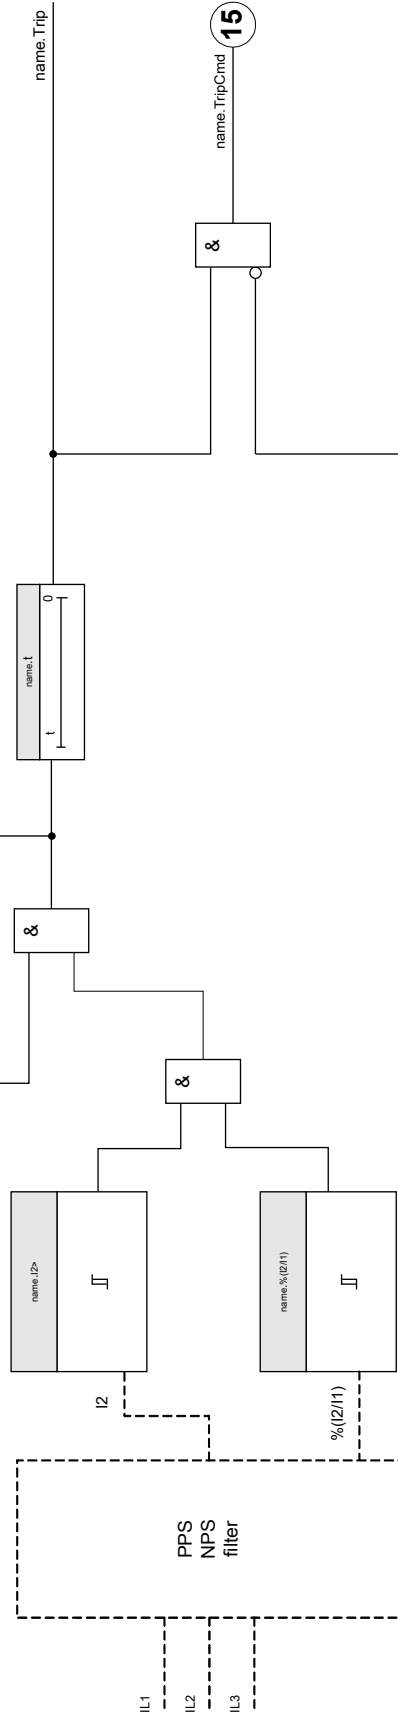 name.Trip
15
name.TripCmd
&
name.t
t
0
&
&
name.I2>
name.%(I2/I1)
I2
%(I2/I1)
PPS
NPS
filter
IL1
IL2
IL3